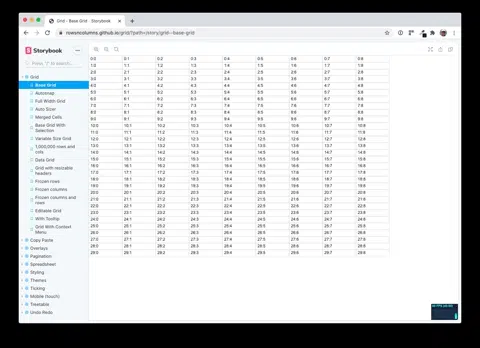 Grid - Base Grid - Storybook
rowsncolumns.github.io/grid/?path=/story/grid--base-grid
Storybook
Press "/" to search...
Grid
Base Grid
Autosnap
Full Width Grid
Auto Sizer
Merged Cells
Base Grid With Selection
Variable Size Grid
1,000,000 rows and cols
Data Grid
Grid with resizable headers
Frozen rows
Frozen columns
Frozen columns and rows
Editable Grid
With Tooltip
Grid With Context Menu
Copy Paste
Overlays
Pagination
Spreadsheet
Styling
Themes
Ticking
Mobile (touch)
Treetable
Undo Redo
0:0 0:1 0:2 0:3 0:4 0:5 0:6 0:7 0:8
1:0 1:1 1:2 1:3 1:4 1:5 1:6 1:7 1:8
2:0 2:1 2:2 2:3 2:4 2:5 2:6 2:7 2:8
3:0 3:1 3:2 3:3 3:4 3:5 3:6 3:7 3:8
4:0 4:1 4:2 4:3 4:4 4:5 4:6 4:7 4:8
5:0 5:1 5:2 5:3 5:4 5:5 5:6 5:7 5:8
6:0 6:1 6:2 6:3 6:4 6:5 6:6 6:7 6:8
7:0 7:1 7:2 7:3 7:4 7:5 7:6 7:7 7:8
8:0 8:1 8:2 8:3 8:4 8:5 8:6 8:7 8:8
9:0 9:1 9:2 9:3 9:4 9:5 9:6 9:7 9:8
10:0 10:1 10:2 10:3 10:4 10:5 10:6 10:7 10:8
11:0 11:1 11:2 11:3 11:4 11:5 11:6 11:7 11:8
12:0 12:1 12:2 12:3 12:4 12:5 12:6 12:7 12:8
13:0 13:1 13:2 13:3 13:4 13:5 13:6 13:7 13:8
14:0 14:1 14:2 14:3 14:4 14:5 14:6 14:7 14:8
15:0 15:1 15:2 15:3 15:4 15:5 15:6 15:7 15:8
16:0 16:1 16:2 16:3 16:4 16:5 16:6 16:7 16:8
17:0 17:1 17:2 17:3 17:4 17:5 17:6 17:7 17:8
18:0 18:1 18:2 18:3 18:4 18:5 18:6 18:7 18:8
19:0 19:1 19:2 19:3 19:4 19:5 19:6 19:7 19:8
20:0 20:1 20:2 20:3 20:4 20:5 20:6 20:7 20:8
21:0 21:1 21:2 21:3 21:4 21:5 21:6 21:7 21:8
22:0 22:1 22:2 22:3 22:4 22:5 22:6 22:7 22:8
23:0 23:1 23:2 23:3 23:4 23:5 23:6 23:7 23:8
24:0 24:1 24:2 24:3 24:4 24:5 24:6 24:7 24:8
25:0 25:1 25:2 25:3 25:4 25:5 25:6 25:7 25:8
26:0 26:1 26:2 26:3 26:4 26:5 26:6 26:7 26:8
27:0 27:1 27:2 27:3 27:4 27:5 27:6 27:7 27:8
28:0 28:1 28:2 28:3 28:4 28:5 28:6 28:7 28:8
29:0 29:1 29:2 29:3 29:4 29:5 29:6 29:7 29:8